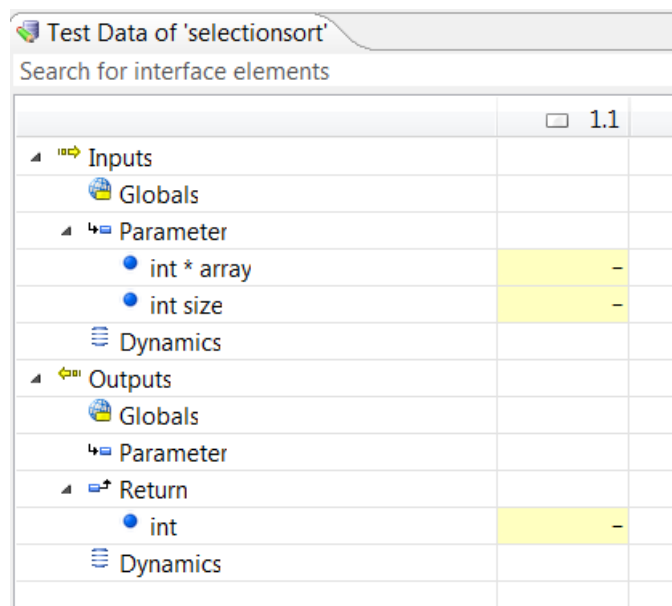 Test Data of 'selectionsort'
Search for interface elements
1.1
Inputs
Globals
Parameter
int * array –
int size –
Dynamics
Outputs
Globals
Parameter
Return
int –
Dynamics